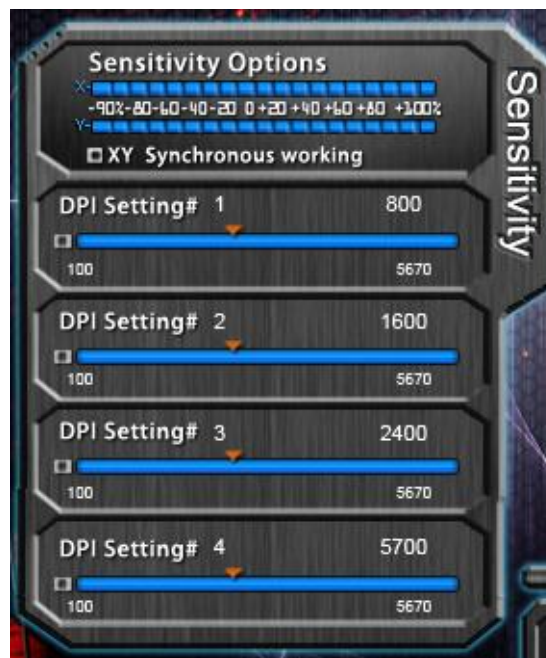 Sensitivity Options
X-
-90%-80-60-40-20 0 +20 +40 +60 +80 +100%
Y-
XY Synchronous working
Sensitivity
DPI Setting# 1 800
100 5670
DPI Setting# 2 1600
100 5670
DPI Setting# 3 2400
100 5670
DPI Setting# 4 5700
100 5670